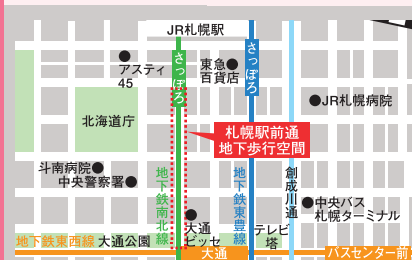 JR札幌駅
さっぽろ
さっぽろ
アスティ
45
東急
百貨店
JR札幌病院
北海道庁
札幌駅前通
地下歩行空間
斗南病院
中央警察署
地下鉄南北線
地下鉄東豊線
創成川通
中央バス
札幌ターミナル
大通
ビッセ
テレビ
塔
地下鉄東西線
大通公園
大通
バスセンター前